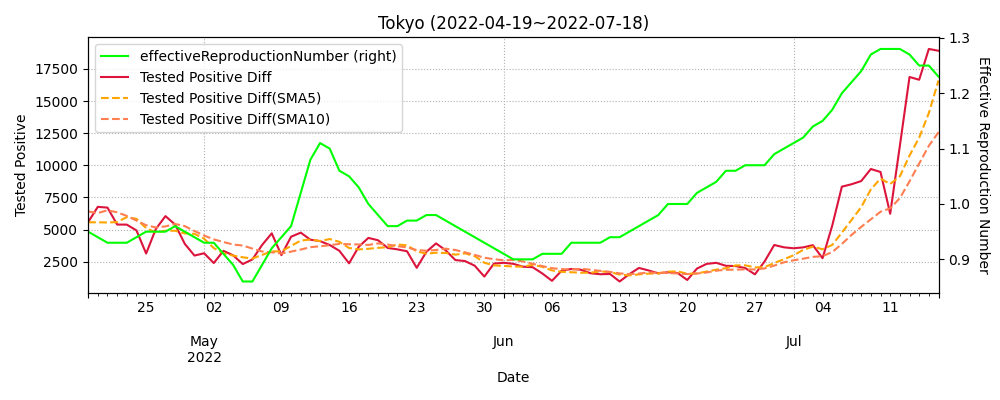 Tokyo (2022-04-19~2022-07-18)
effectiveReproductionNumber (right)
Tested Positive Diff
Tested Positive Diff(SMA5)
Tested Positive Diff(SMA10)
Tested Positive
17500
15000
12500
10000
7500
5000
2500
1.3
1.2
1.1
1.0
0.9
Effective Reproduction Number
25 02 09 16 23 30 06 13 20 27 04 11
May Jun Jul
2022
Date